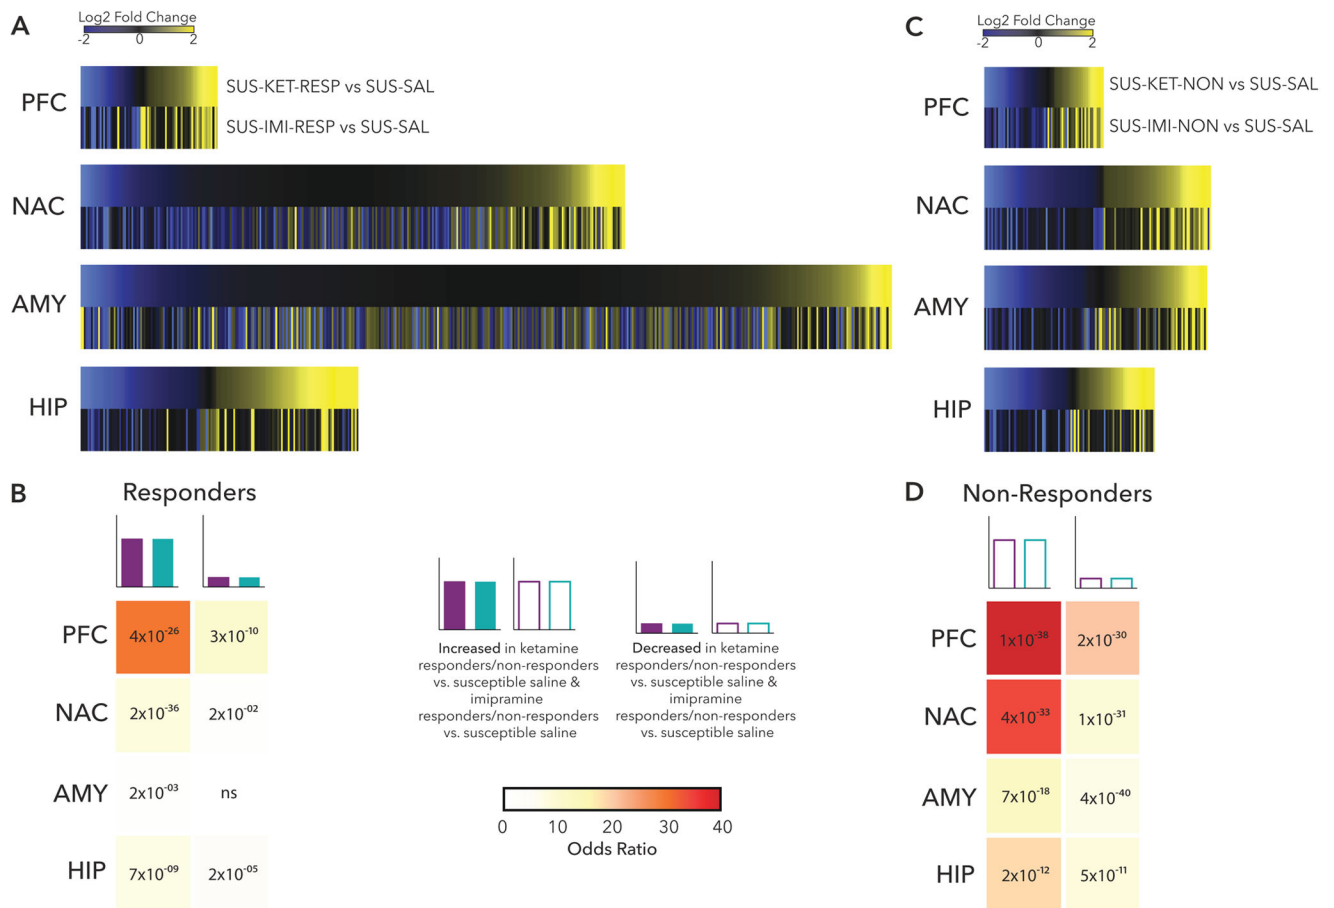 A
Log2 Fold Change
-2 0 2
PFC
SUS-KET-RESP vs SUS-SAL
SUS-IMI-RESP vs SUS-SAL
NAC
AMY
HIP
C
Log2 Fold Change
-2 0 2
PFC
SUS-KET-NON vs SUS-SAL
SUS-IMI-NON vs SUS-SAL
NAC
AMY
HIP
B
Responders
PFC 4x10⁻²⁶ 3x10⁻¹⁰
NAC 2x10⁻³⁶ 2x10⁻⁰²
AMY 2x10⁻⁰³ ns
HIP 7x10⁻⁰⁹ 2x10⁻⁰⁵
Increased in ketamine
responders/non-responders
vs. susceptible saline &
imipramine
responders/non-responders
vs. susceptible saline
Decreased in ketamine
responders/non-responders
vs. susceptible saline &
imipramine
responders/non-responders
vs. susceptible saline
0 10 20 30 40
Odds Ratio
D
Non-Responders
PFC 1x10⁻³⁸ 2x10⁻³⁰
NAC 4x10⁻³³ 1x10⁻³¹
AMY 7x10⁻¹⁸ 4x10⁻⁴⁰
HIP 2x10⁻¹² 5x10⁻¹¹